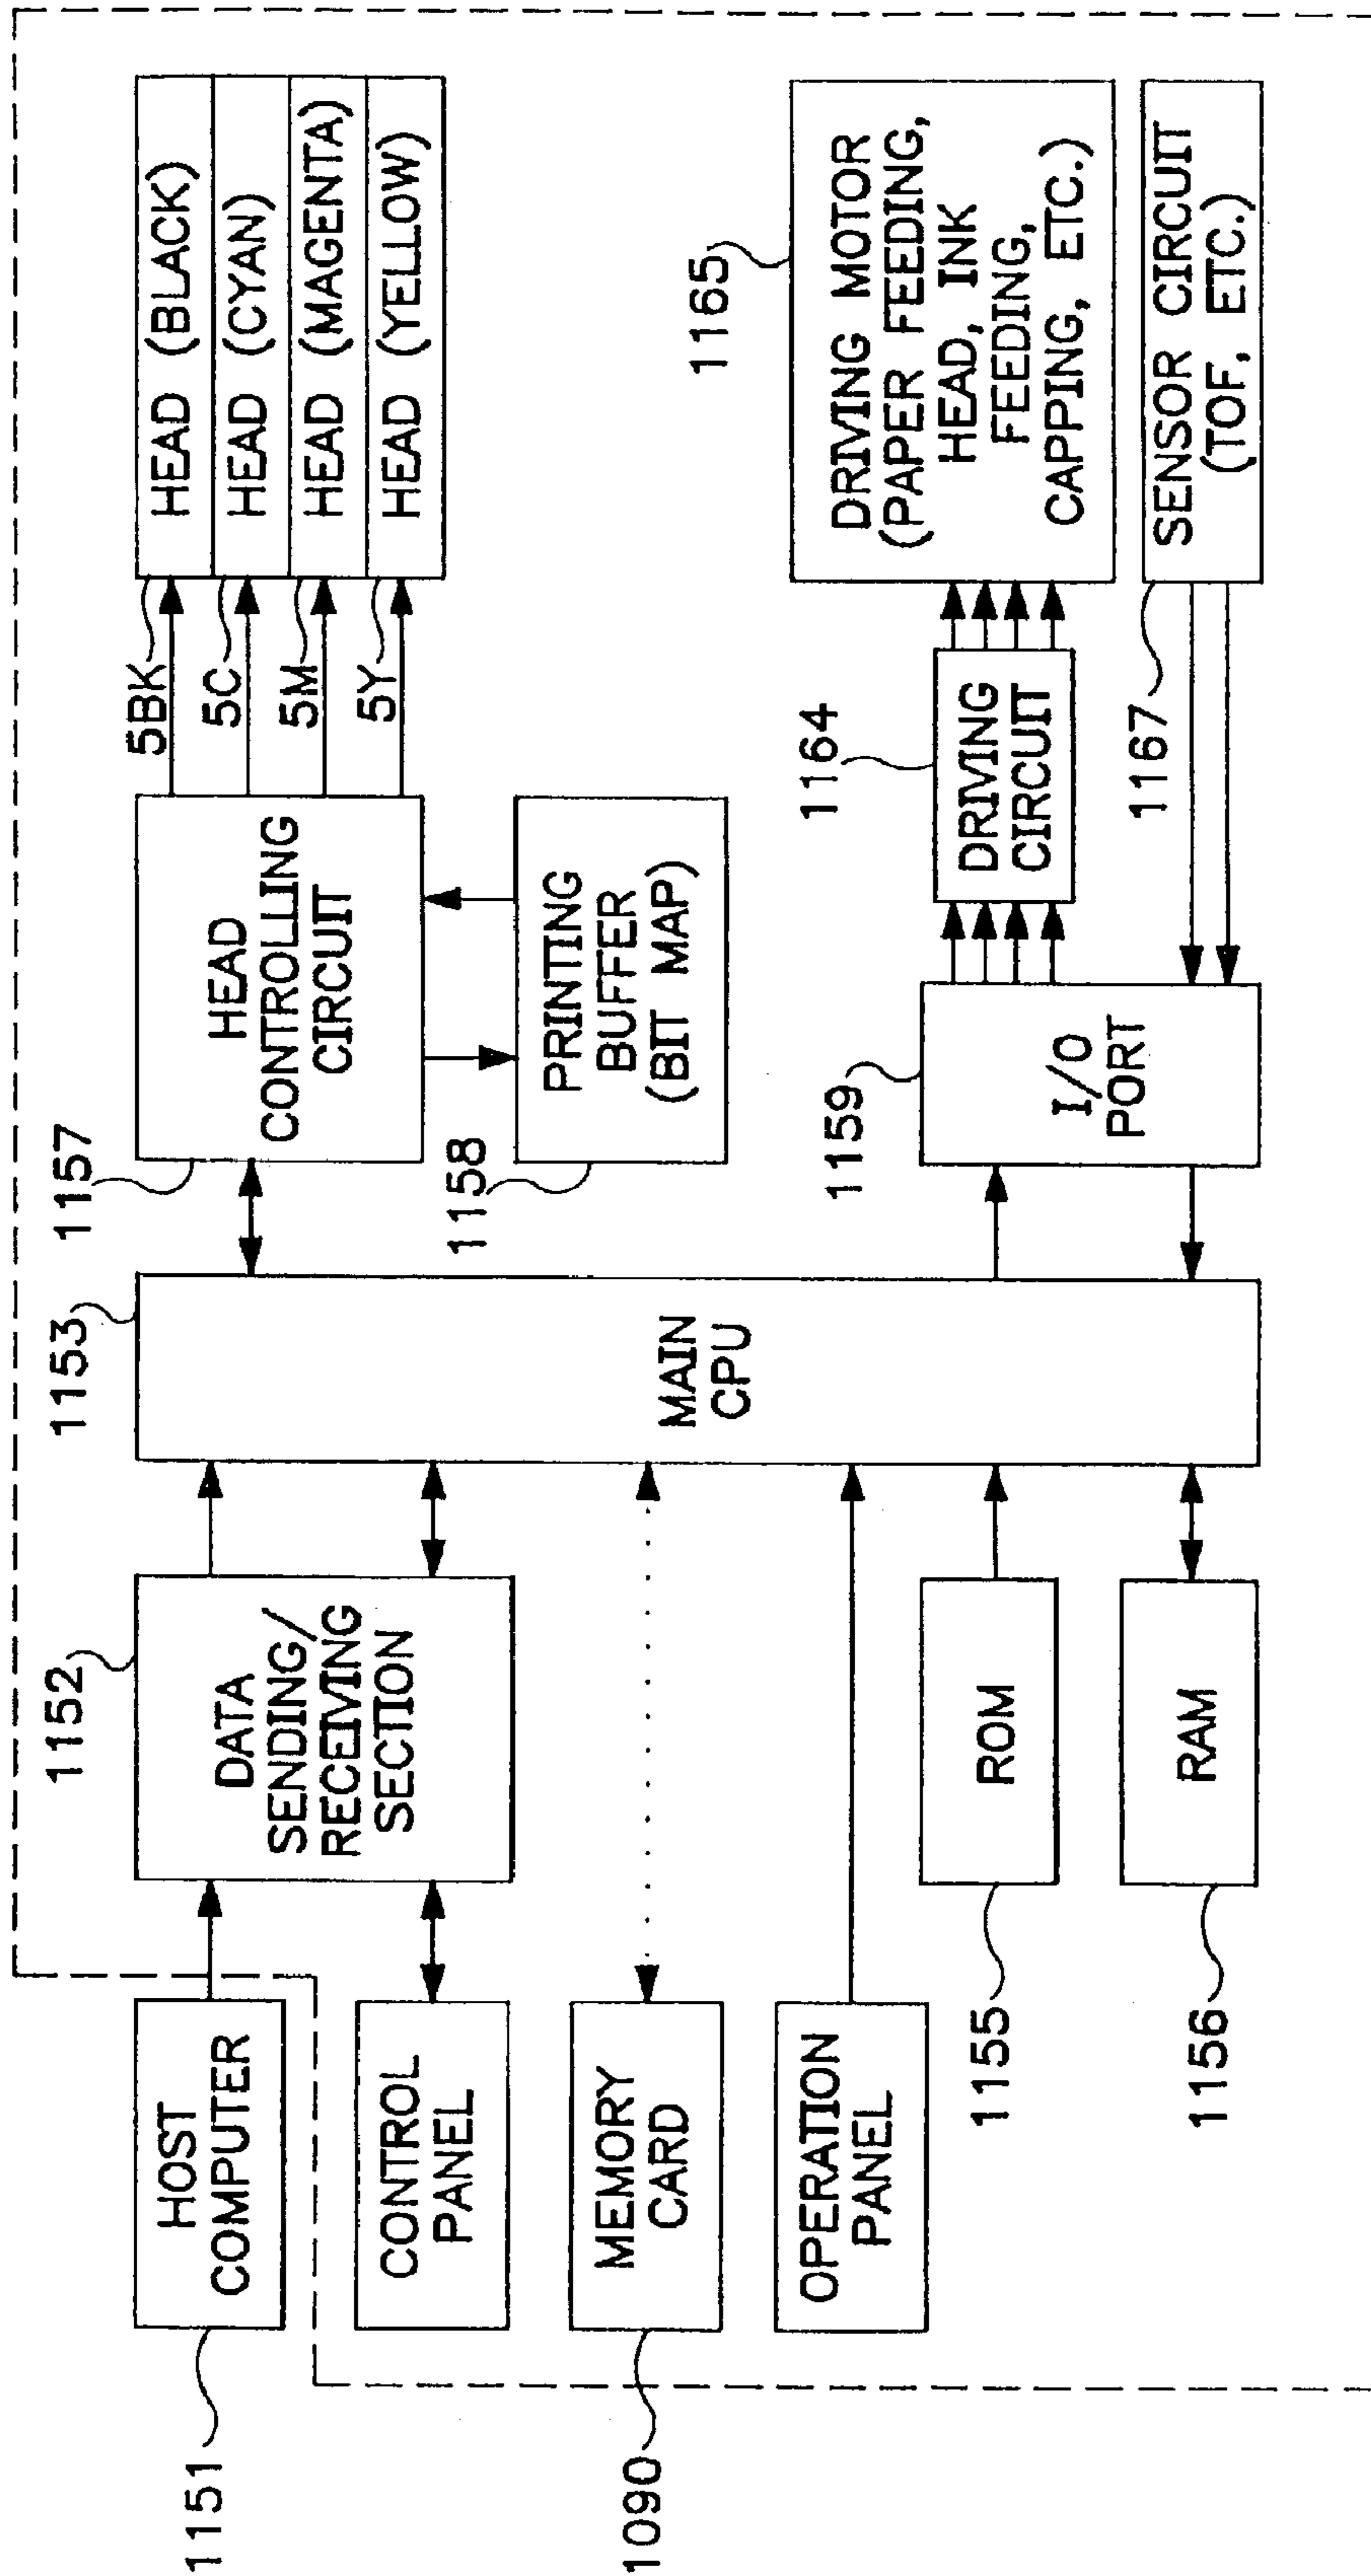 1151
HOST
COMPUTER
CONTROL
PANEL
1090
MEMORY
CARD
OPERATION
PANEL
1152
DATA
SENDING/
RECEIVING
SECTION
1155
ROM
1156
RAM
1153
MAIN
CPU
1157
HEAD
CONTROLLING
CIRCUIT
1158
PRINTING
BUFFER
(BIT MAP)
1159
I/O
PORT
1164
DRIVING
CIRCUIT
5BK
HEAD (BLACK)
5C
HEAD (CYAN)
5M
HEAD (MAGENTA)
5Y
HEAD (YELLOW)
1165
DRIVING MOTOR
(PAPER FEEDING,
HEAD, INK
FEEDING,
CAPPING, ETC.)
1167
SENSOR CIRCUIT
(TOF, ETC.)